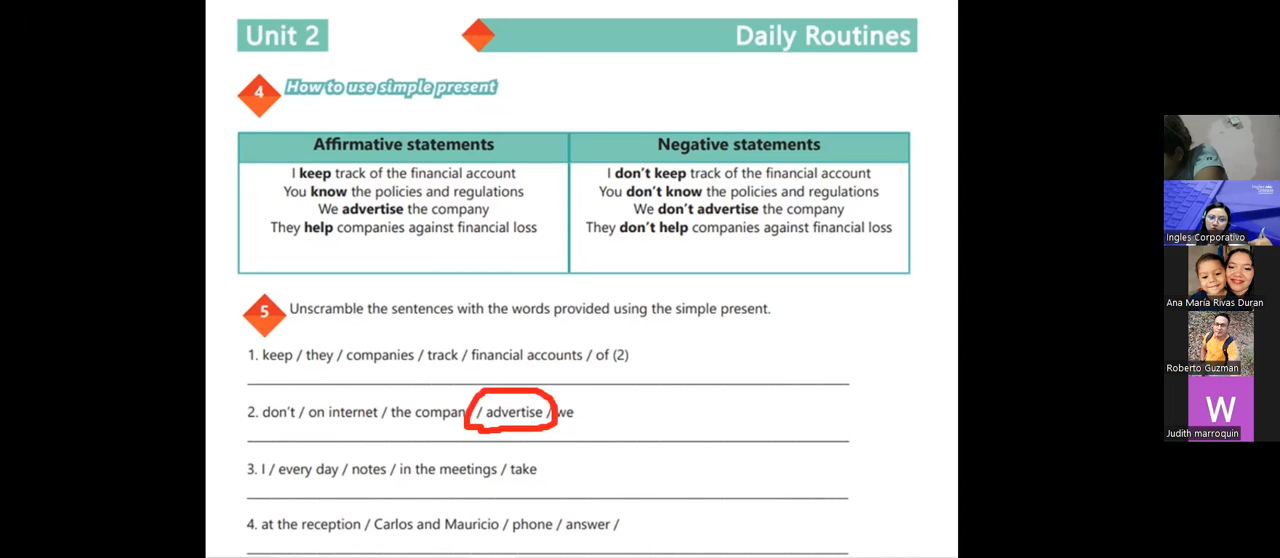 Unit 2
Daily Routines
4
How to use simple present
Affirmative statements
I keep track of the financial account
You know the policies and regulations
We advertise the company
They help companies against financial loss
Negative statements
I don't keep track of the financial account
You don't know the policies and regulations
We don't advertise the company
They don't help companies against financial loss
5
Unscramble the sentences with the words provided using the simple present.
1. keep / they / companies / track / financial accounts / of (2)
2. don't / on internet / the company / advertise / we
3. I / every day / notes / in the meetings / take
4. at the reception / Carlos and Mauricio / phone / answer /
Ingles Corporativo
Ana María Rivas Duran
Roberto Guzman
W
Judith marroquin